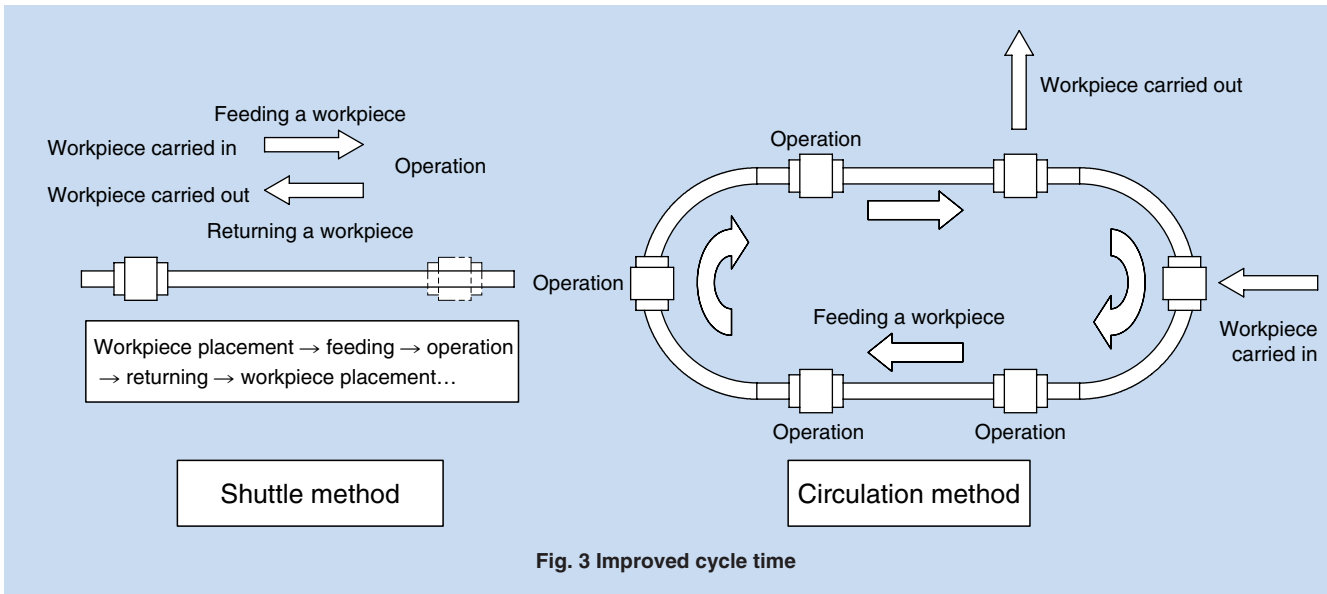 Feeding a workpiece
Workpiece carried in
Operation
Workpiece carried out
Returning a workpiece
Workpiece placement → feeding → operation
→ returning → workpiece placement…
Shuttle method
Workpiece carried out
Operation
Operation
Feeding a workpiece
Workpiece
carried in
Operation
Operation
Circulation method
Fig. 3 Improved cycle time